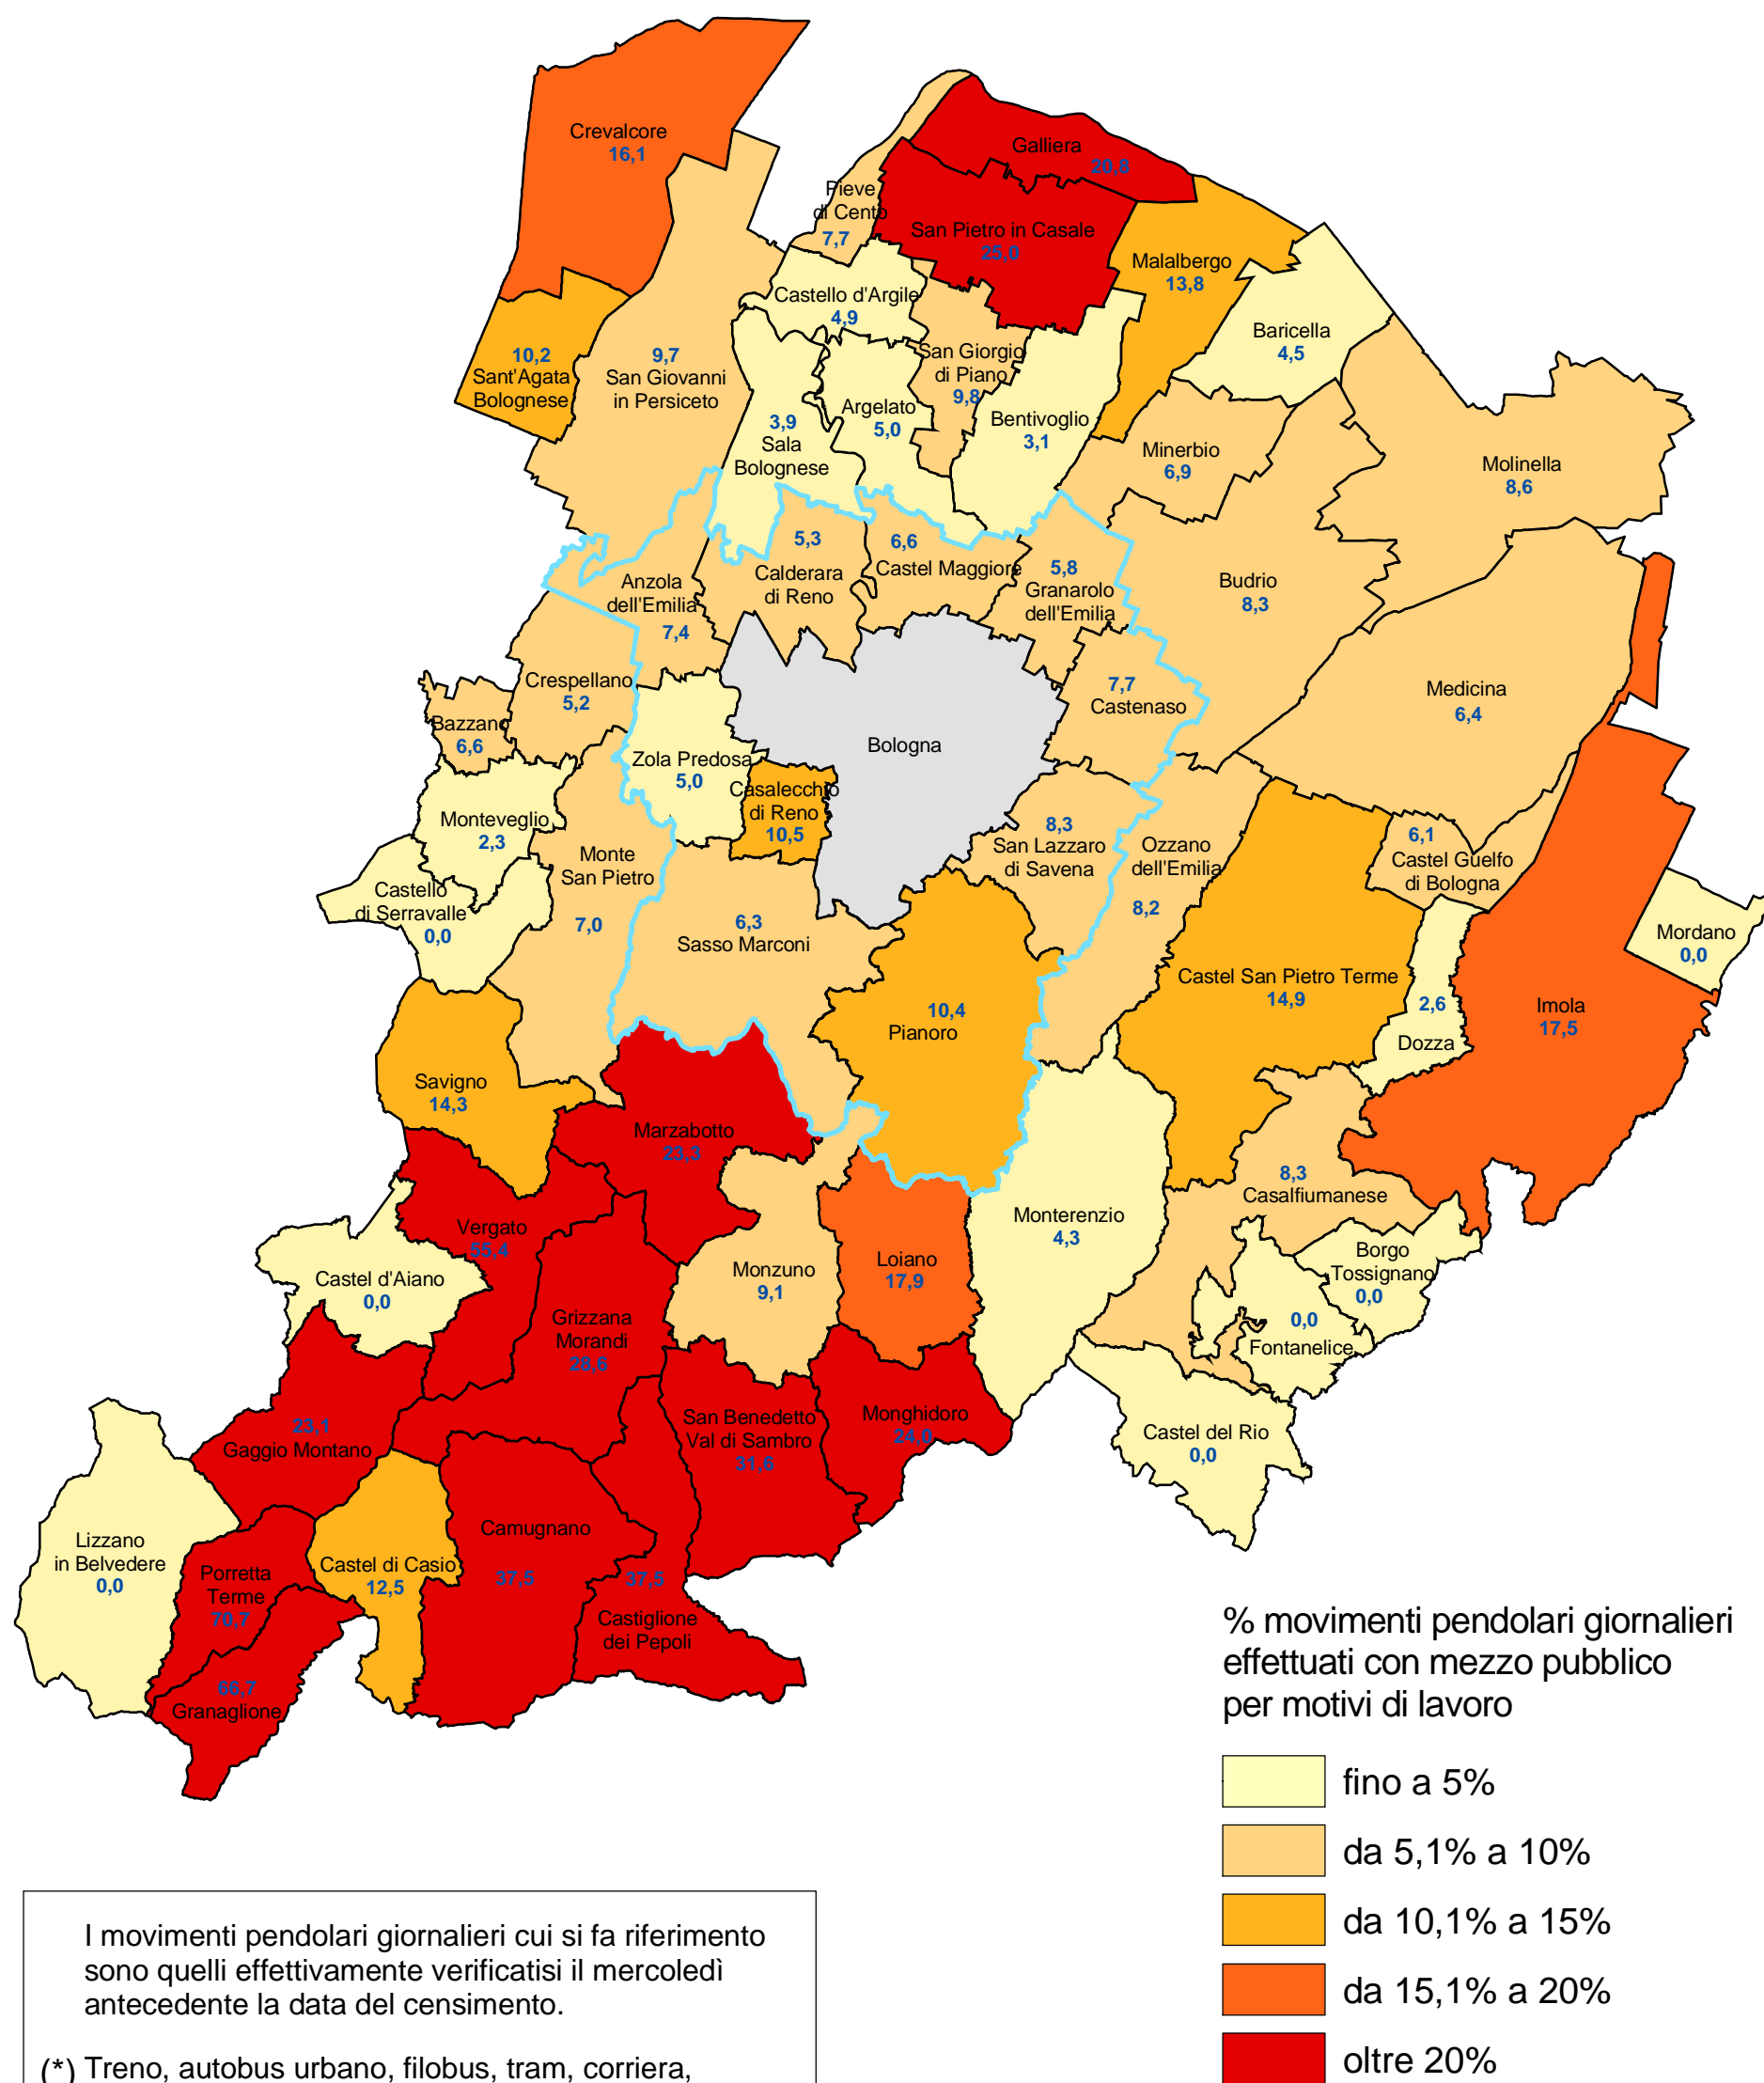 Crevalcore
16,1
Galliera
20,8
Pieve
di Cento
7,7
San Pietro in Casale
25,0
Malalbergo
13,8
Castello d'Argile
4,9
Baricella
4,5
10,2
Sant'Agata
Bolognese
9,7
San Giovanni
in Persiceto
San Giorgio
di Piano
9,8
3,9
Sala
Bolognese
Argelato
5,0
Bentivoglio
3,1
Minerbio
6,9
Molinella
8,6
5,3
Calderara
di Reno
6,6
Castel Maggiore
5,8
Granarolo
dell'Emilia
Budrio
8,3
Anzola
dell'Emilia
7,4
Crespellano
5,2
7,7
Castenaso
Medicina
6,4
Bazzano
6,6
Bologna
Zola Predosa
5,0
Casalecchio
di Reno
10,5
Monteveglio
2,3
8,3
San Lazzaro
di Savena
Ozzano
dell'Emilia
8,2
6,1
Castel Guelfo
di Bologna
Monte
San Pietro
7,0
Castello
di Serravalle
0,0
6,3
Sasso Marconi
Mordano
0,0
Castel San Pietro Terme
14,9
2,6
Dozza
Imola
17,5
10,4
Pianoro
Savigno
14,3
Marzabotto
23,3
8,3
Casalfiumanese
Vergato
55,4
Monterenzio
4,3
Borgo
Tossignano
0,0
Castel d'Aiano
0,0
Monzuno
9,1
Loiano
17,9
Grizzana
Morandi
28,6
0,0
Fontanelice
23,1
Gaggio Montano
San Benedetto
Val di Sambro
31,6
Monghidoro
24,0
Castel del Rio
0,0
Lizzano
in Belvedere
0,0
Porretta
Terme
70,7
Castel di Casio
12,5
Camugnano
37,5
37,5
Castiglione
dei Pepoli
66,7
Granaglione
% movimenti pendolari giornalieri
effettuati con mezzo pubblico
per motivi di lavoro
fino a 5%
da 5,1% a 10%
da 10,1% a 15%
da 15,1% a 20%
oltre 20%
I movimenti pendolari giornalieri cui si fa riferimento
sono quelli effettivamente verificatisi il mercoledì
antecedente la data del censimento.
(*) Treno, autobus urbano, filobus, tram, corriera,